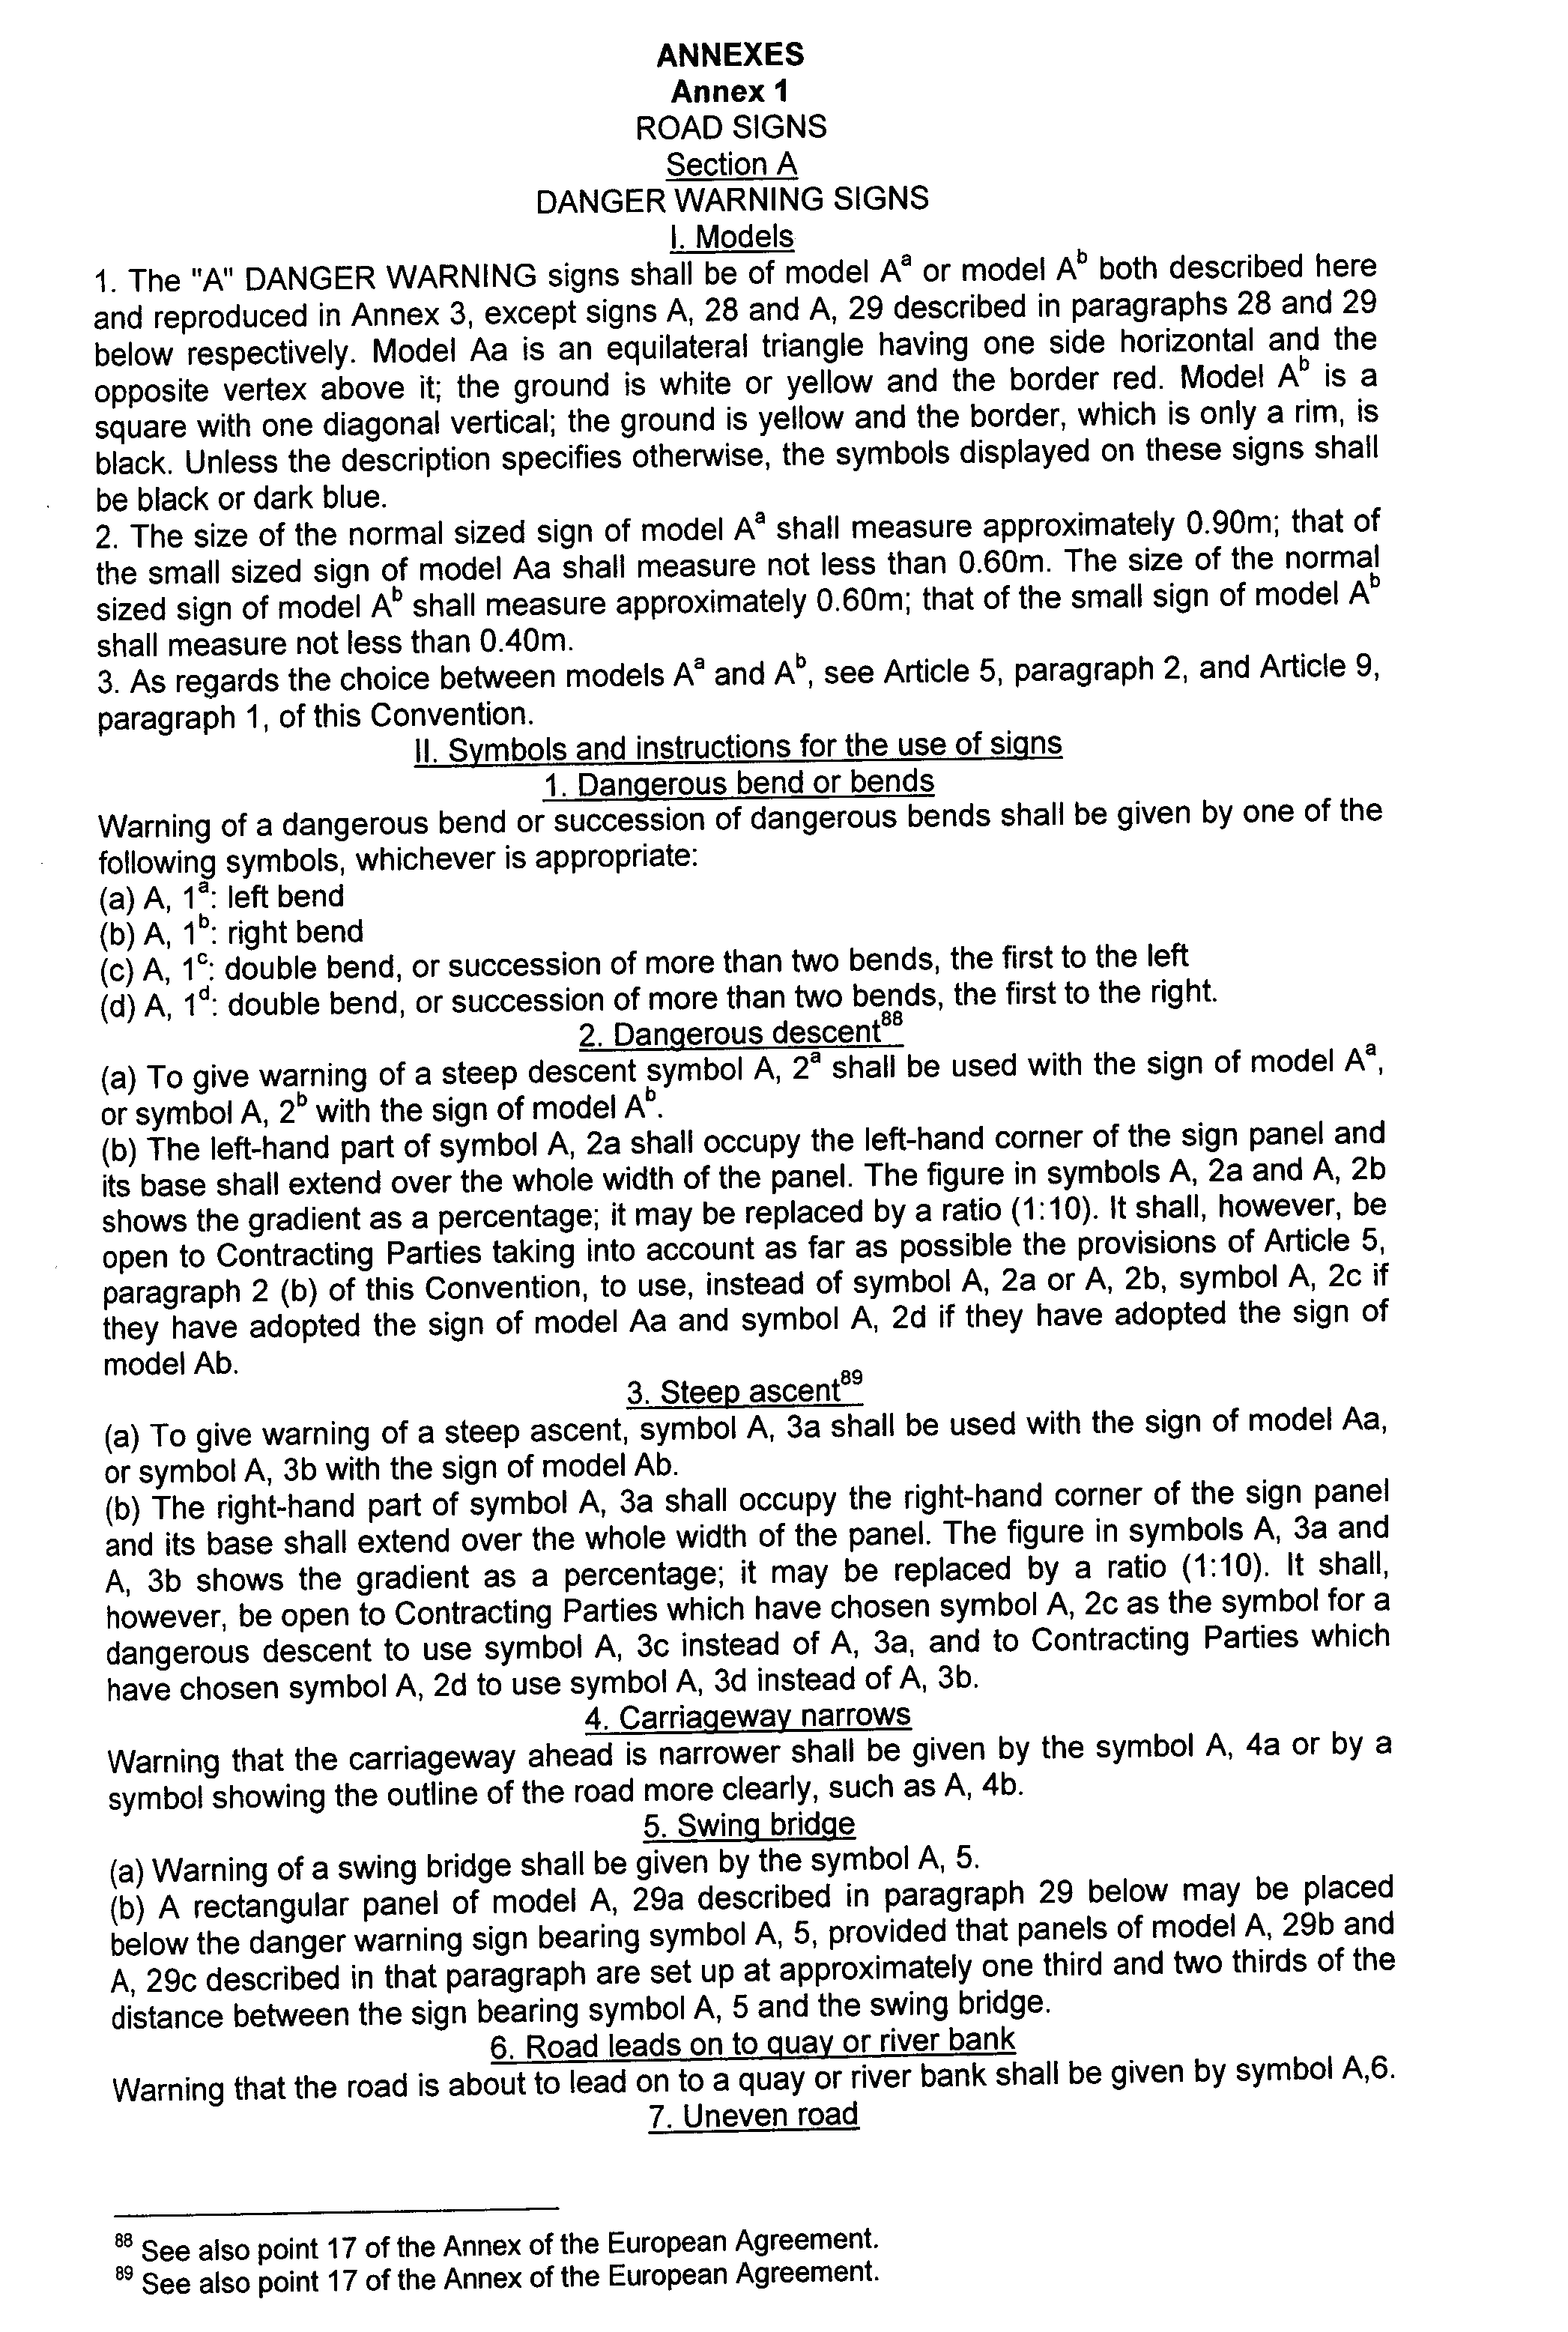 ANNEXES
Annex 1
ROAD SIGNS
Section A
DANGER WARNING SIGNS
I. Models
1. The "A" DANGER WARNING signs shall be of model Aᵃ or model Aᵇ both described here
and reproduced in Annex 3, except signs A, 28 and A, 29 described in paragraphs 28 and 29
below respectively. Model Aa is an equilateral triangle having one side horizontal and the
opposite vertex above it; the ground is white or yellow and the border red. Model Aᵇ is a
square with one diagonal vertical; the ground is yellow and the border, which is only a rim, is
black. Unless the description specifies otherwise, the symbols displayed on these signs shall
be black or dark blue.
2. The size of the normal sized sign of model Aᵃ shall measure approximately 0.90m; that of
the small sized sign of model Aa shall measure not less than 0.60m. The size of the normal
sized sign of model Aᵇ shall measure approximately 0.60m; that of the small sign of model Aᵇ
shall measure not less than 0.40m.
3. As regards the choice between models Aᵃ and Aᵇ, see Article 5, paragraph 2, and Article 9,
paragraph 1, of this Convention.
II. Symbols and instructions for the use of signs
1. Dangerous bend or bends
Warning of a dangerous bend or succession of dangerous bends shall be given by one of the
following symbols, whichever is appropriate:
(a) A, 1ᵃ: left bend
(b) A, 1ᵇ: right bend
(c) A, 1ᶜ: double bend, or succession of more than two bends, the first to the left
(d) A, 1ᵈ: double bend, or succession of more than two bends, the first to the right.
2. Dangerous descent⁸⁸
(a) To give warning of a steep descent symbol A, 2ᵃ shall be used with the sign of model Aᵃ,
or symbol A, 2ᵇ with the sign of model Aᵇ.
(b) The left-hand part of symbol A, 2a shall occupy the left-hand corner of the sign panel and
its base shall extend over the whole width of the panel. The figure in symbols A, 2a and A, 2b
shows the gradient as a percentage; it may be replaced by a ratio (1:10). It shall, however, be
open to Contracting Parties taking into account as far as possible the provisions of Article 5,
paragraph 2 (b) of this Convention, to use, instead of symbol A, 2a or A, 2b, symbol A, 2c if
they have adopted the sign of model Aa and symbol A, 2d if they have adopted the sign of
model Ab.
3. Steep ascent⁸⁹
(a) To give warning of a steep ascent, symbol A, 3a shall be used with the sign of model Aa,
or symbol A, 3b with the sign of model Ab.
(b) The right-hand part of symbol A, 3a shall occupy the right-hand corner of the sign panel
and its base shall extend over the whole width of the panel. The figure in symbols A, 3a and
A, 3b shows the gradient as a percentage; it may be replaced by a ratio (1:10). It shall,
however, be open to Contracting Parties which have chosen symbol A, 2c as the symbol for a
dangerous descent to use symbol A, 3c instead of A, 3a, and to Contracting Parties which
have chosen symbol A, 2d to use symbol A, 3d instead of A, 3b.
4. Carriageway narrows
Warning that the carriageway ahead is narrower shall be given by the symbol A, 4a or by a
symbol showing the outline of the road more clearly, such as A, 4b.
5. Swing bridge
(a) Warning of a swing bridge shall be given by the symbol A, 5.
(b) A rectangular panel of model A, 29a described in paragraph 29 below may be placed
below the danger warning sign bearing symbol A, 5, provided that panels of model A, 29b and
A, 29c described in that paragraph are set up at approximately one third and two thirds of the
distance between the sign bearing symbol A, 5 and the swing bridge.
6. Road leads on to quay or river bank
Warning that the road is about to lead on to a quay or river bank shall be given by symbol A,6.
7. Uneven road
⁸⁸ See also point 17 of the Annex of the European Agreement.
⁸⁹ See also point 17 of the Annex of the European Agreement.